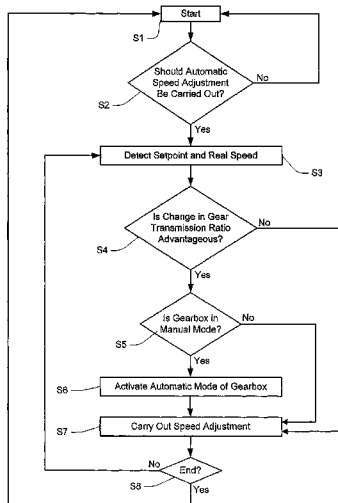 Start
S1
Should Automatic
Speed Adjustment
Be Carried Out?
No
S2
Yes
Detect Setpoint and Real Speed
S3
Is Change in Gear
Transmission Ratio
Advantageous?
No
S4
Yes
Is Gearbox in
Manual Mode?
No
S5
Yes
S6
Activate Automatic Mode of Gearbox
S7
Carry Out Speed Adjustment
No
End?
S8
Yes